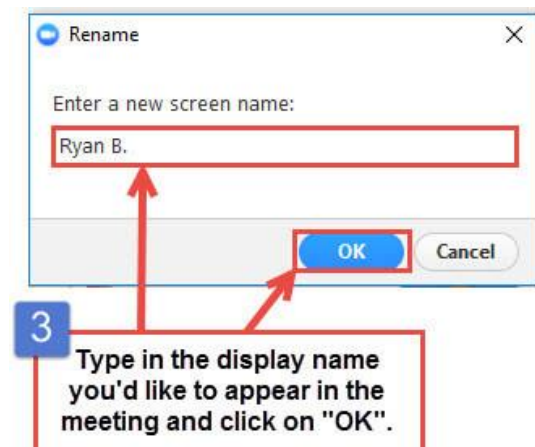 Rename
Enter a new screen name:
Ryan B.
OK
Cancel
3
Type in the display name
you'd like to appear in the
meeting and click on "OK".